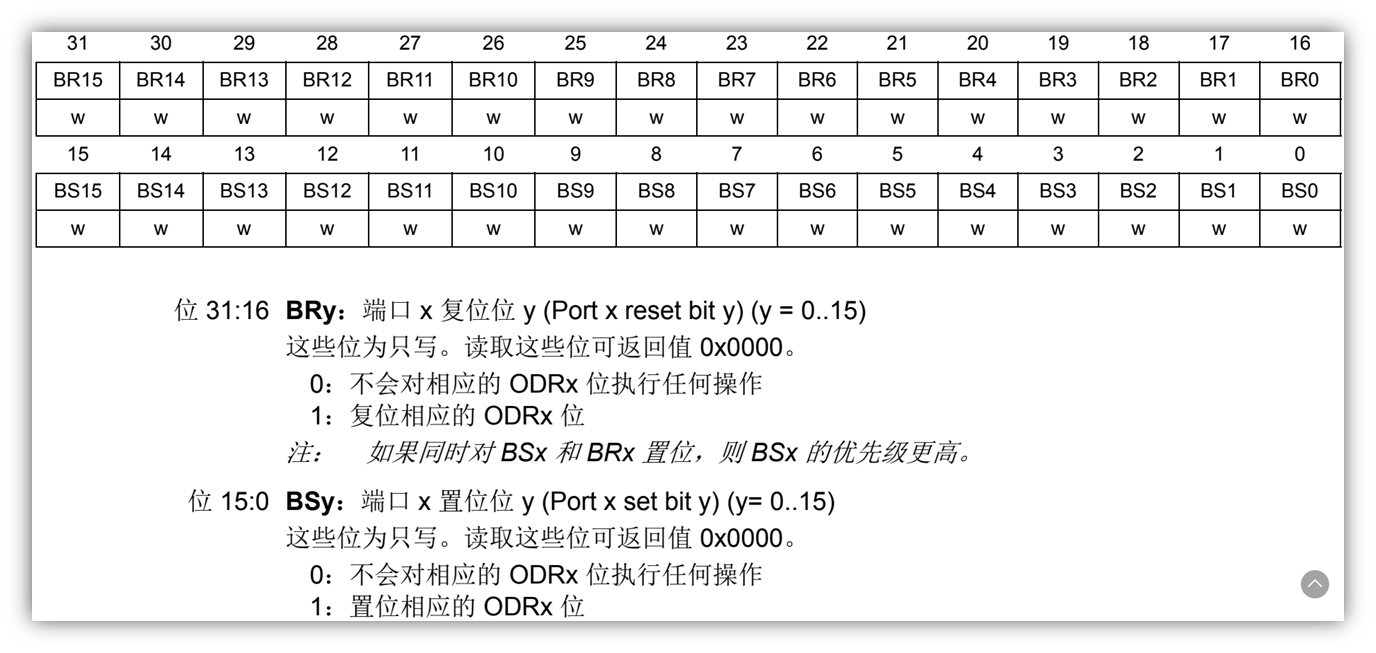 31 30 29 28 27 26 25 24 23 22 21 20 19 18 17 16
BR15 BR14 BR13 BR12 BR11 BR10 BR9 BR8 BR7 BR6 BR5 BR4 BR3 BR2 BR1 BR0
w w w w w w w w w w w w w w w w
15 14 13 12 11 10 9 8 7 6 5 4 3 2 1 0
BS15 BS14 BS13 BS12 BS11 BS10 BS9 BS8 BS7 BS6 BS5 BS4 BS3 BS2 BS1 BS0
w w w w w w w w w w w w w w w w
位 31:16 BRy：端口 x 复位位 y (Port x reset bit y) (y = 0..15)
这些位为只写。读取这些位可返回值 0x0000。
0：不会对相应的 ODRx 位执行任何操作
1：复位相应的 ODRx 位
注： 如果同时对 BSx 和 BRx 置位，则 BSx 的优先级更高。
位 15:0 BSy：端口 x 置位位 y (Port x set bit y) (y= 0..15)
这些位为只写。读取这些位可返回值 0x0000。
0：不会对相应的 ODRx 位执行任何操作
1：置位相应的 ODRx 位